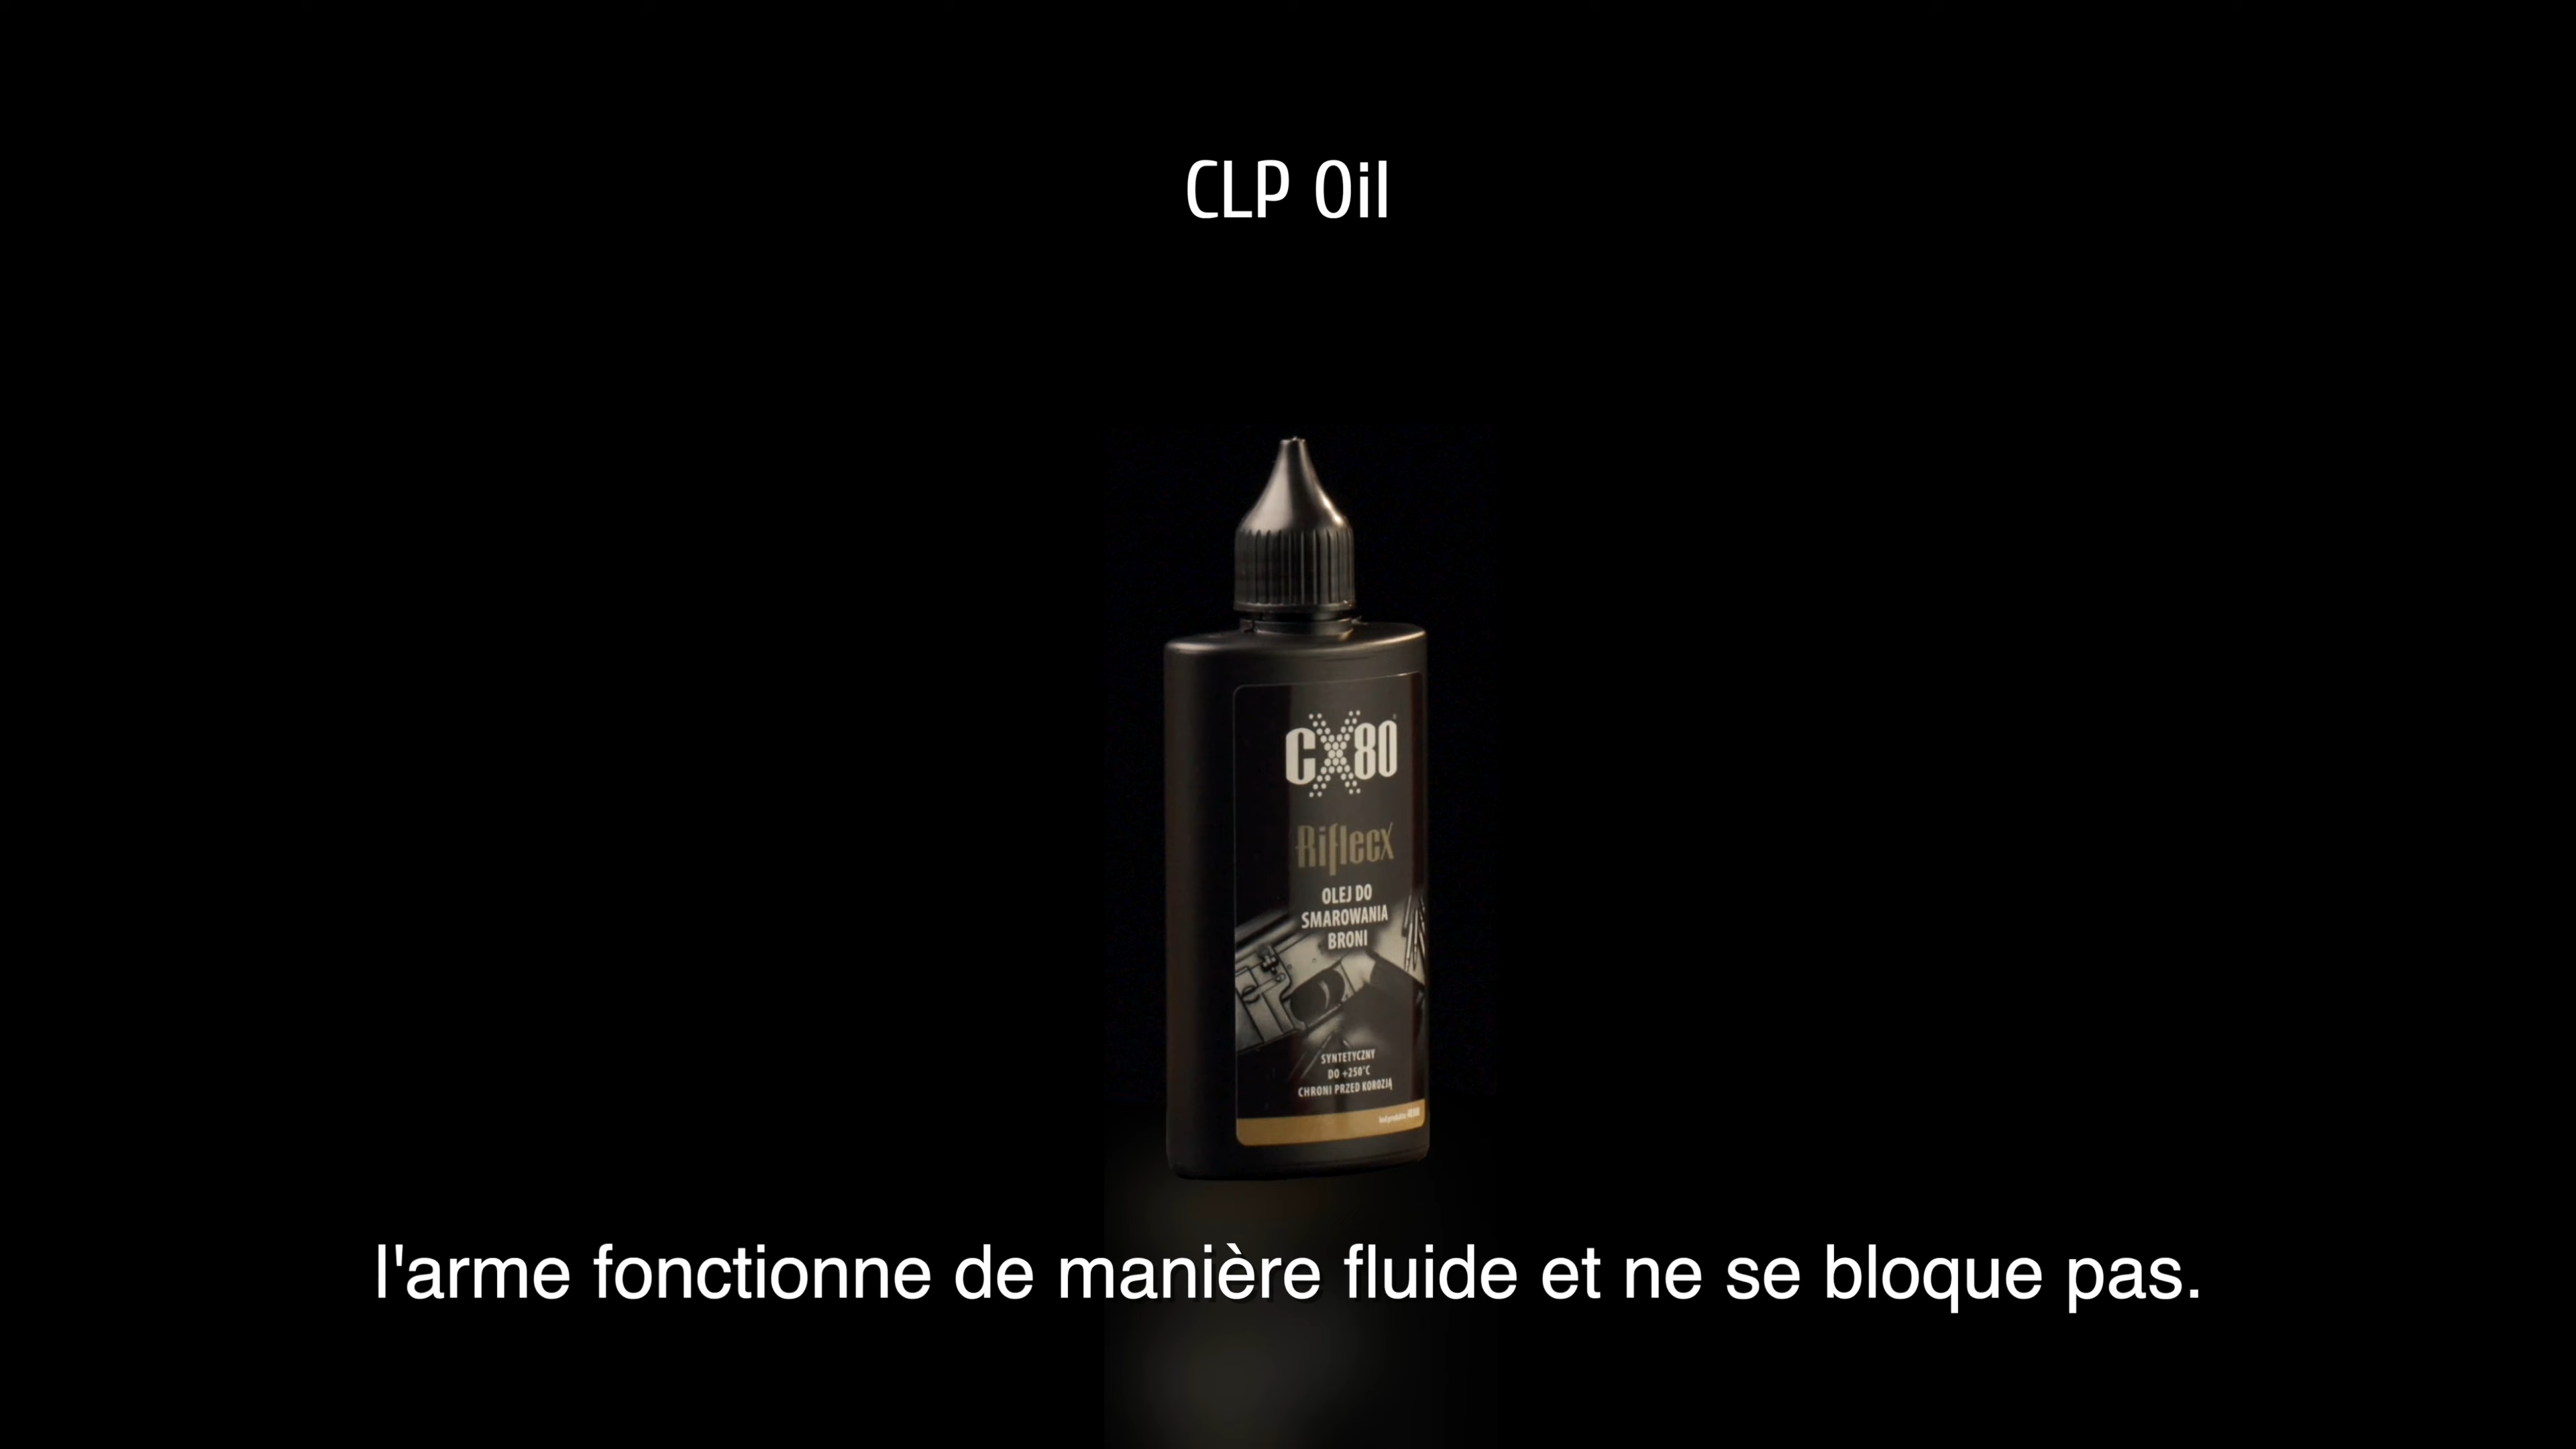 CLP Oil
CX80
Riflecx
OLEJ DO
SMAROWANIA
BRONI
SYNTETYCZNY
DO +250°C
CHRONI PRZED KOROZJĄ
l'arme fonctionne de manière fluide et ne se bloque pas.